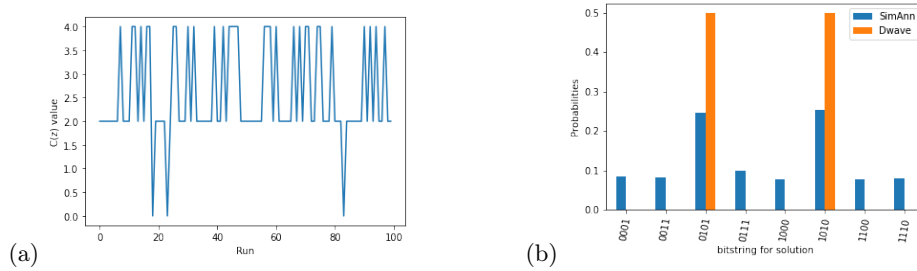 4.0
3.5
3.0
2.5
2.0
1.5
1.0
0.5
0.0
C(z) value
0 20 40 60 80 100
Run
(a)
0.5
0.4
0.3
0.2
0.1
0.0
Probabilities
SimAnn
Dwave
0001 0011 0101 0111 1000 1010 1100 1110
bitstring for solution
(b)